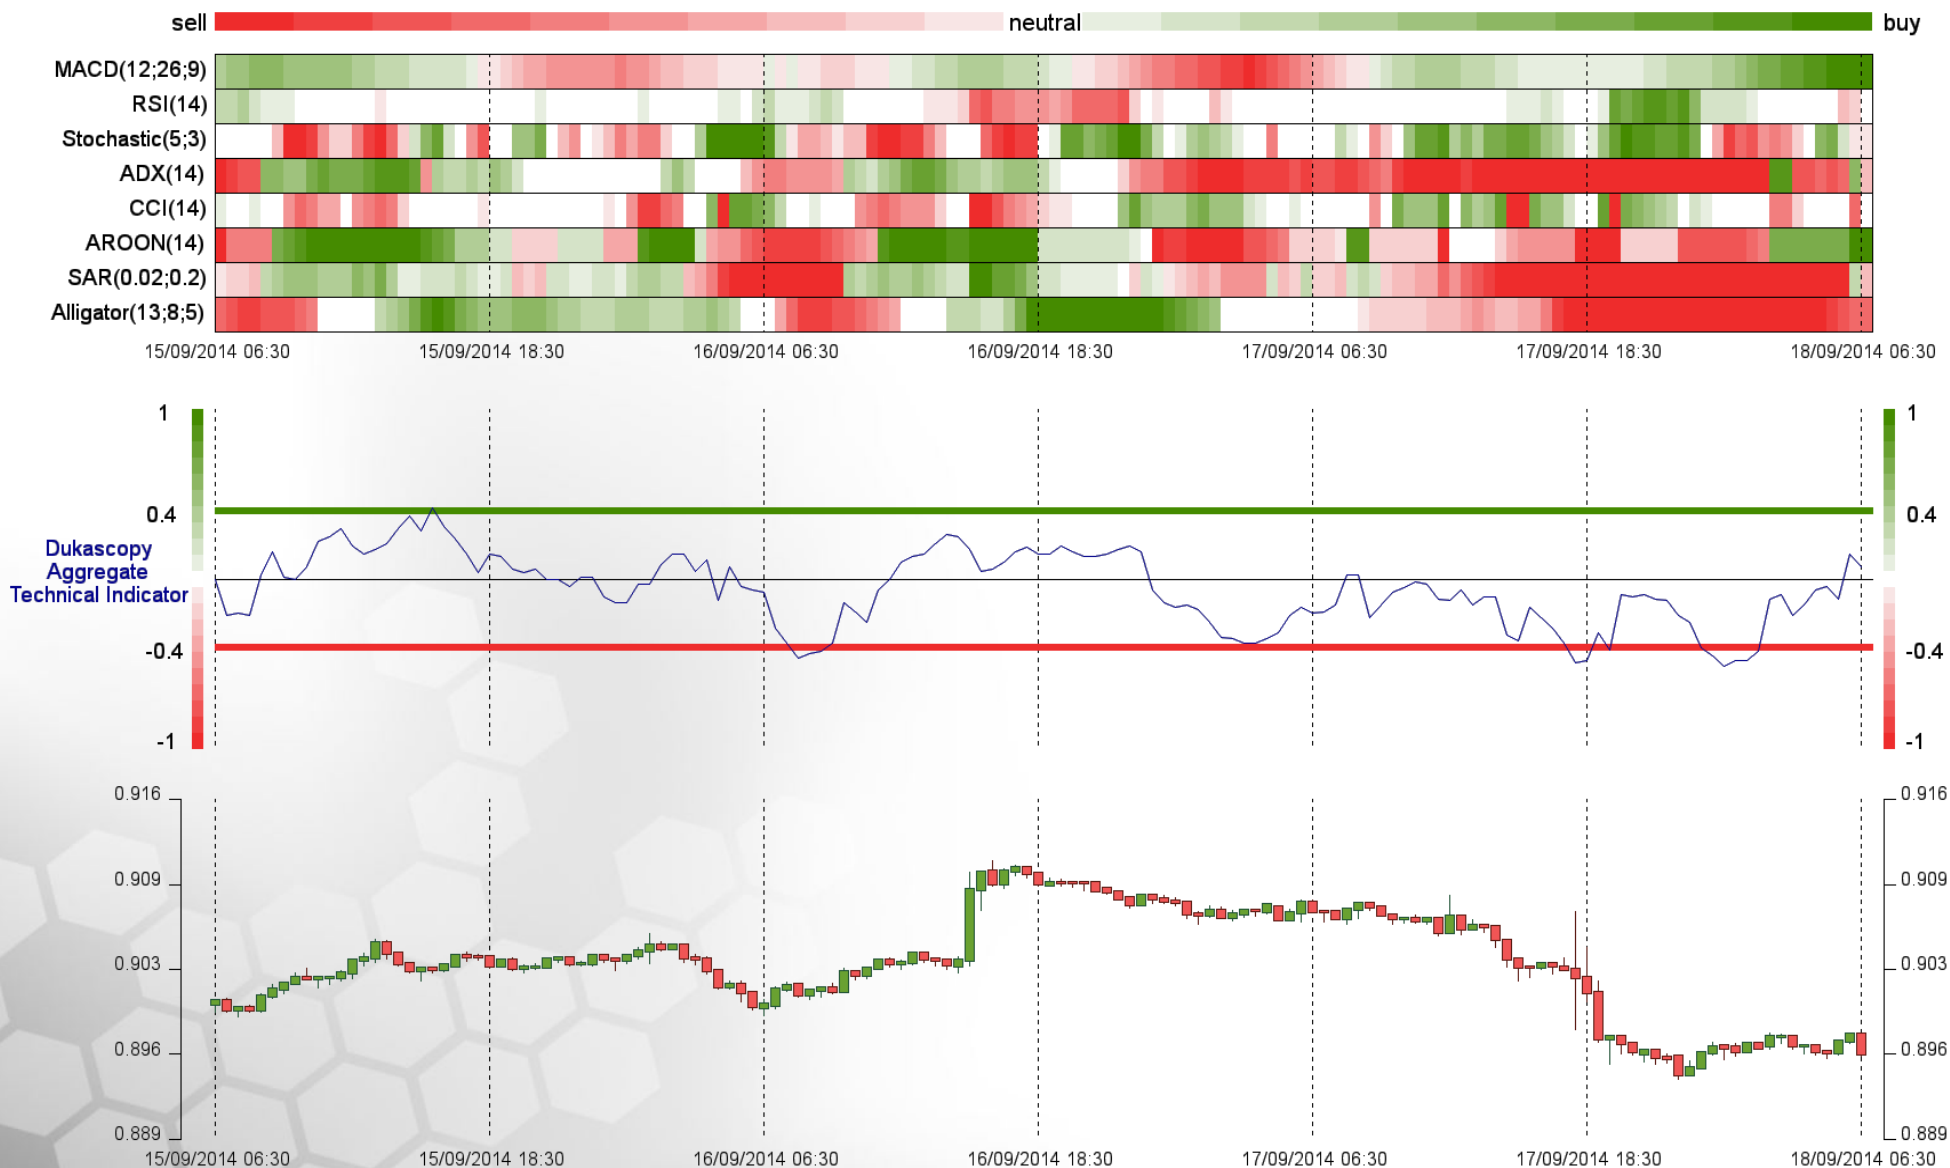 sell neutral buy
MACD(12;26;9)
RSI(14)
Stochastic(5;3)
ADX(14)
CCI(14)
AROON(14)
SAR(0.02;0.2)
Alligator(13;8;5)
15/09/2014 06:30 15/09/2014 18:30 16/09/2014 06:30 16/09/2014 18:30 17/09/2014 06:30 17/09/2014 18:30 18/09/2014 06:30
1 1
0.4 0.4
Dukascopy
Aggregate
Technical Indicator
-0.4 -0.4
-1 -1
0.916 0.916
0.909 0.909
0.903 0.903
0.896 0.896
0.889 0.889
15/09/2014 06:30 15/09/2014 18:30 16/09/2014 06:30 16/09/2014 18:30 17/09/2014 06:30 17/09/2014 18:30 18/09/2014 06:30